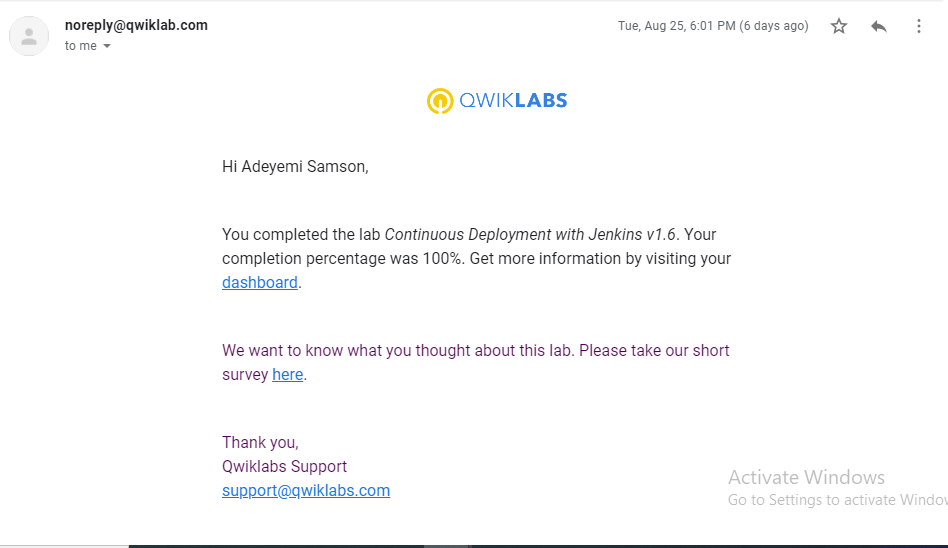 noreply@qwiklab.com
Tue, Aug 25, 6:01 PM (6 days ago)
to me
QWIKLABS
Hi Adeyemi Samson,
You completed the lab Continuous Deployment with Jenkins v1.6. Your
completion percentage was 100%. Get more information by visiting your
dashboard.
We want to know what you thought about this lab. Please take our short
survey here.
Thank you,
Qwiklabs Support
support@qwiklabs.com
Activate Windows
Go to Settings to activate Window